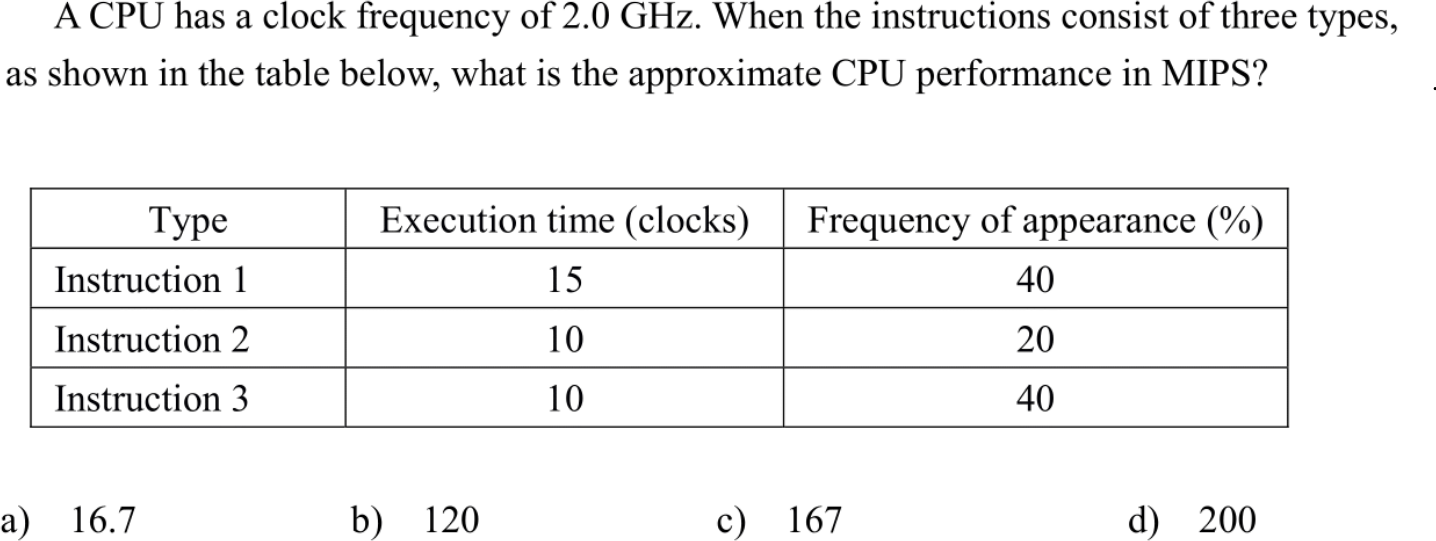 A CPU has a clock frequency of 2.0 GHz. When the instructions consist of three types,
as shown in the table below, what is the approximate CPU performance in MIPS?
Type Execution time (clocks) Frequency of appearance (%)
Instruction 1 15 40
Instruction 2 10 20
Instruction 3 10 40
a) 16.7 b) 120 c) 167 d) 200